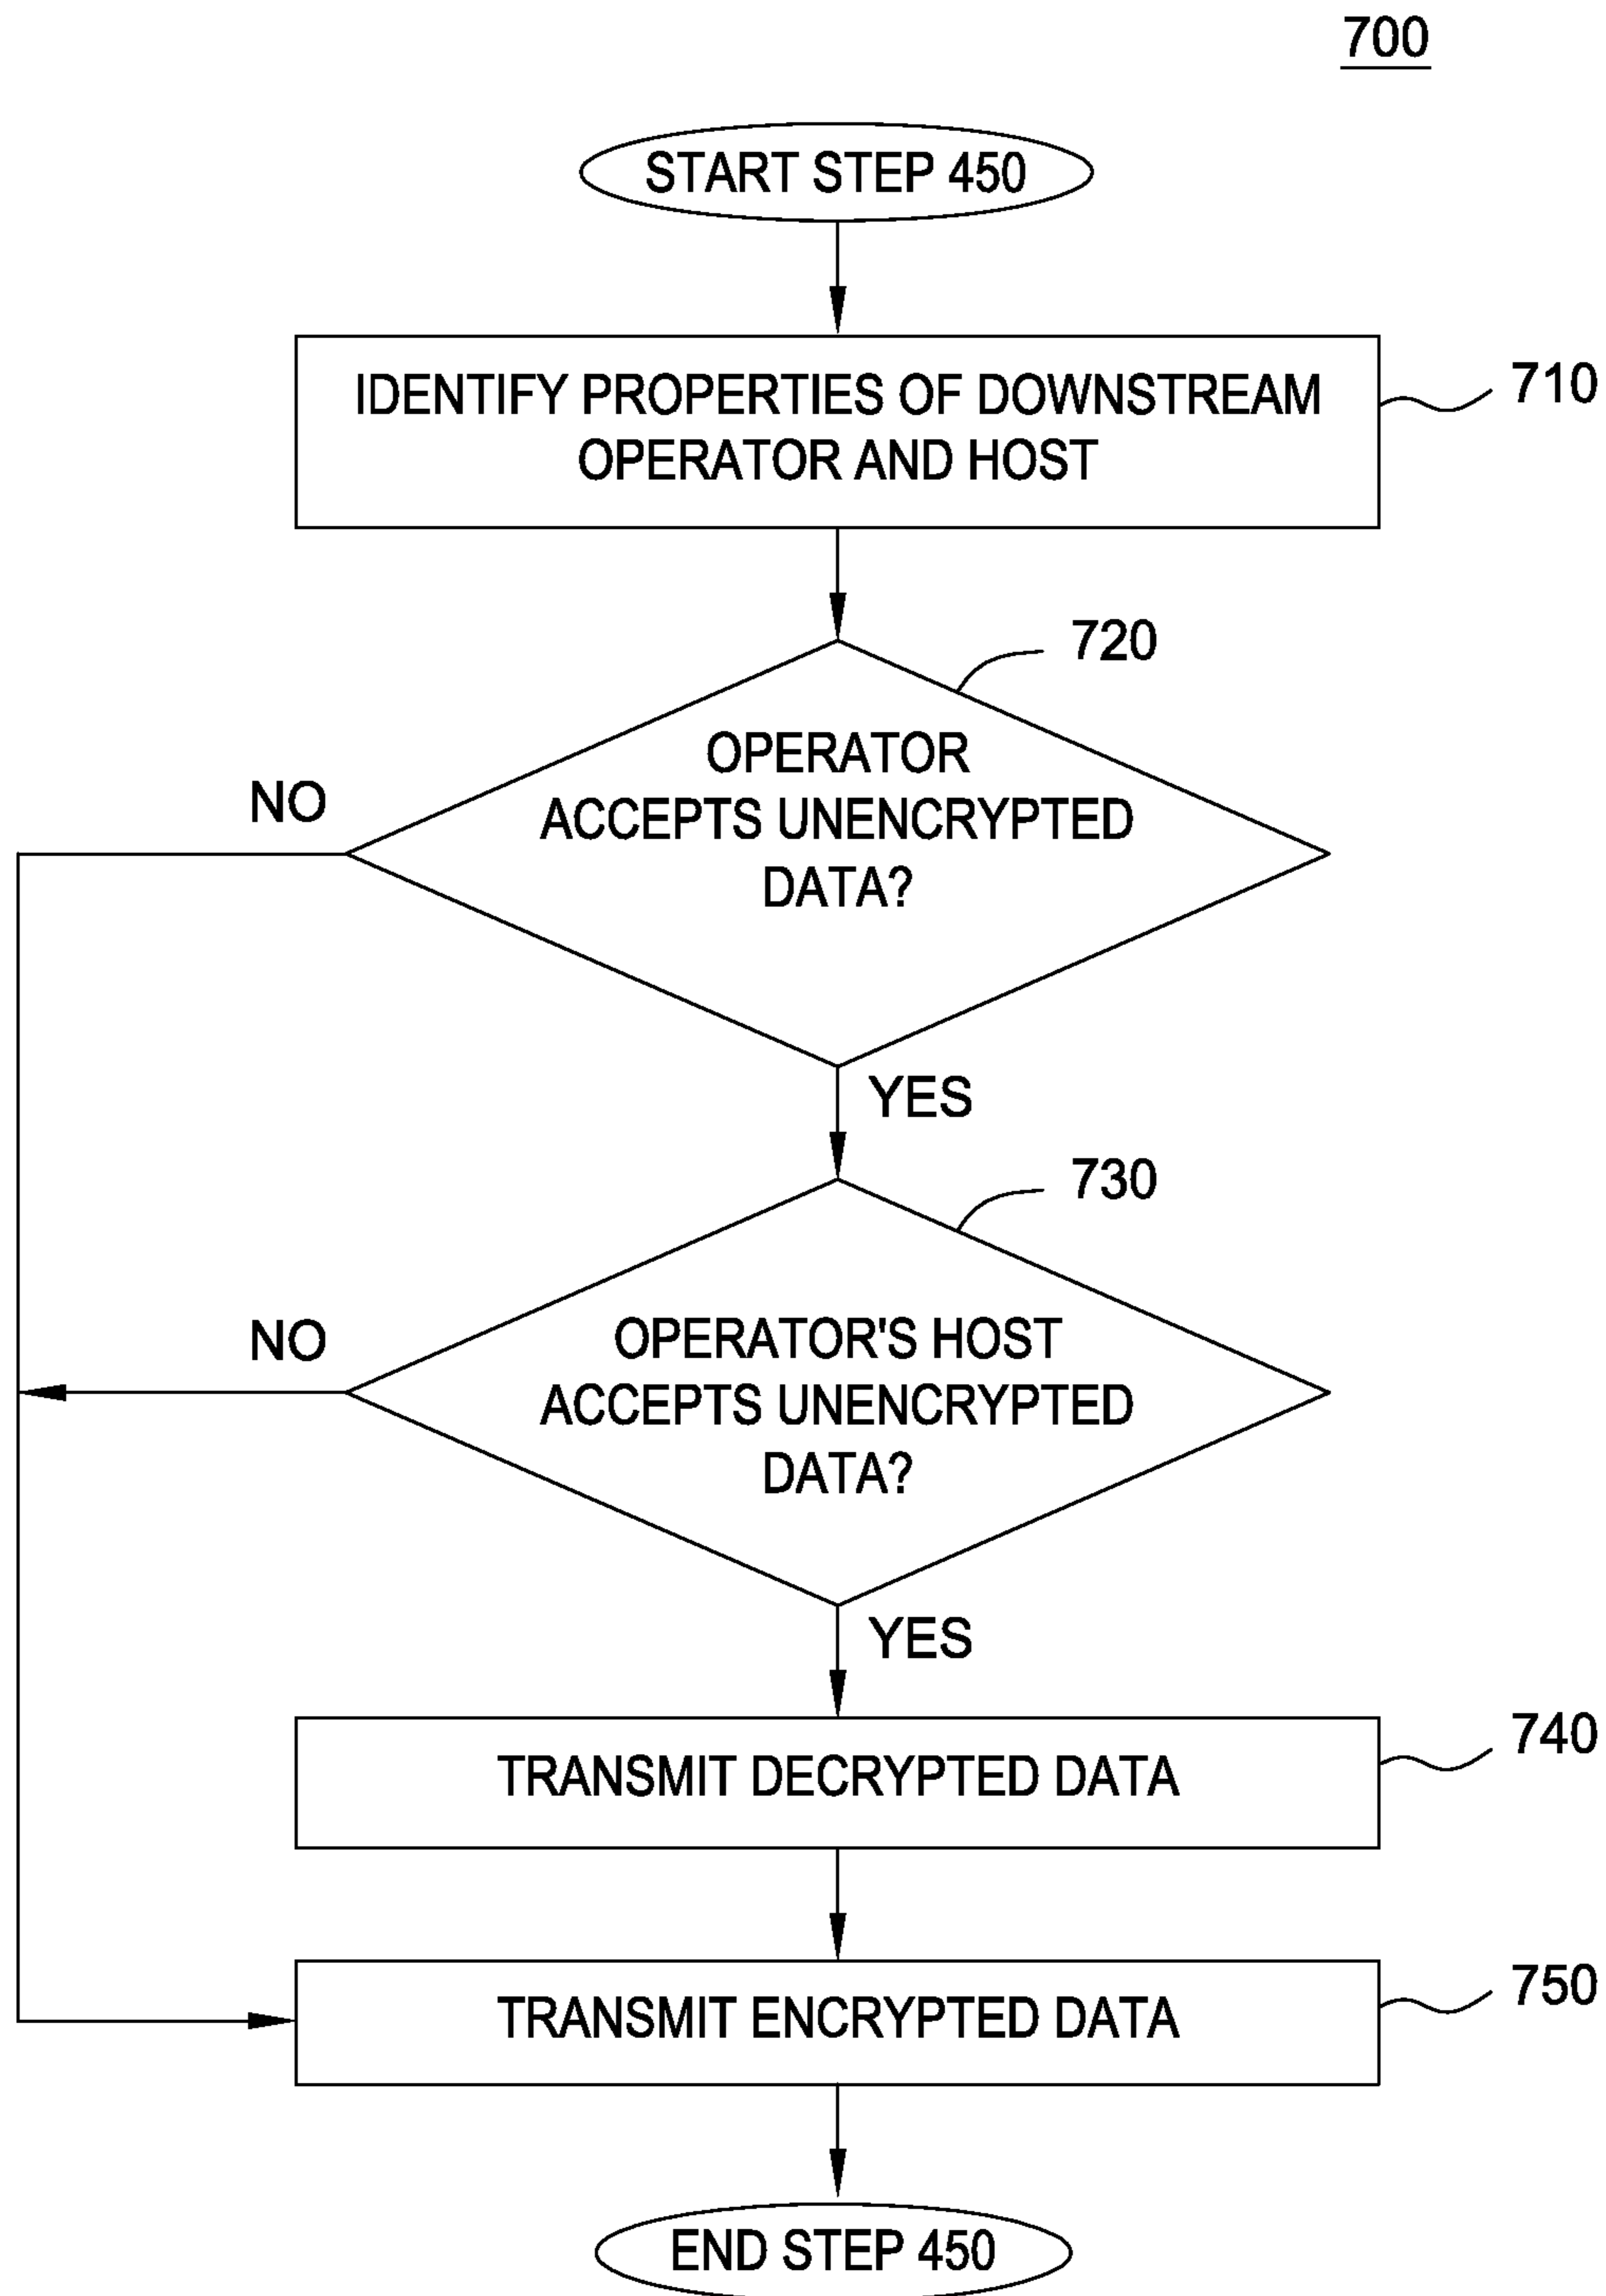 700
START STEP 450
IDENTIFY PROPERTIES OF DOWNSTREAM
OPERATOR AND HOST
710
720
OPERATOR
ACCEPTS UNENCRYPTED
DATA?
NO
YES
730
OPERATOR'S HOST
ACCEPTS UNENCRYPTED
DATA?
NO
YES
TRANSMIT DECRYPTED DATA
740
TRANSMIT ENCRYPTED DATA
750
END STEP 450